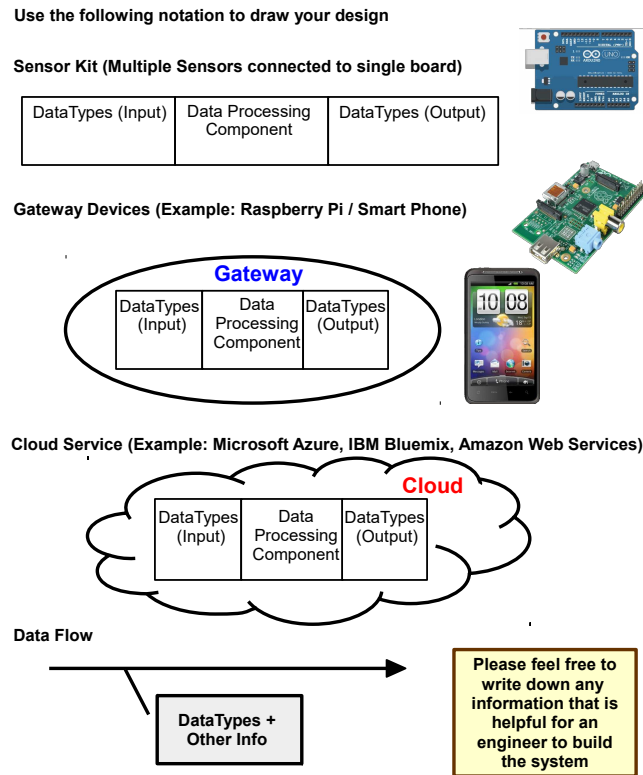 Use the following notation to draw your design
Sensor Kit (Multiple Sensors connected to single board)
DataTypes (Input)
Data Processing
Component
DataTypes (Output)
UNO
ARDUINO
Gateway Devices (Example: Raspberry Pi / Smart Phone)
Gateway
DataTypes
(Input)
Data
Processing
Component
DataTypes
(Output)
10 08
Cloud Service (Example: Microsoft Azure, IBM Bluemix, Amazon Web Services)
Cloud
DataTypes
(Input)
Data
Processing
Component
DataTypes
(Output)
Data Flow
DataTypes +
Other Info
Please feel free to
write down any
information that is
helpful for an
engineer to build
the system